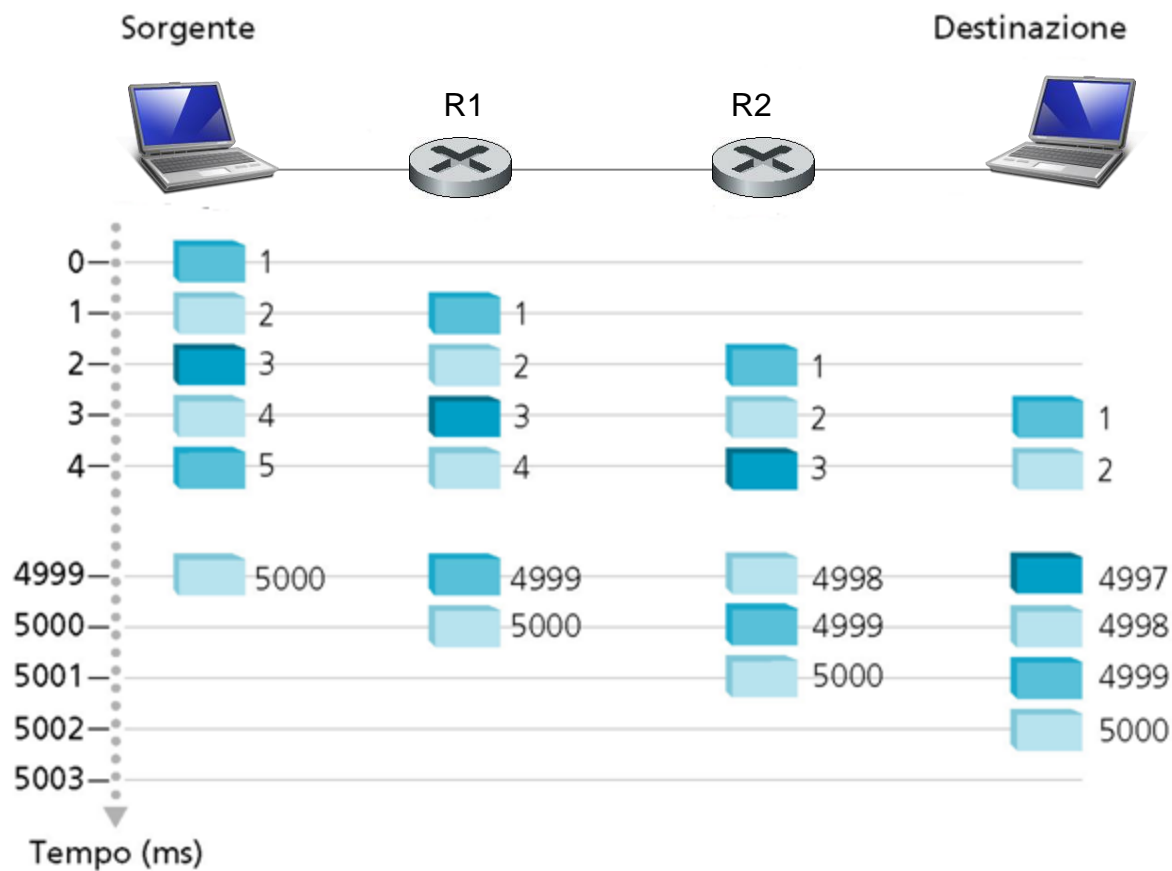 Sorgente Destinazione
R1 R2
0 1
1 2 1
2 3 2 1
3 4 3 2 1
4 5 4 3 2
4999 5000 4999 4998 4997
5000 5000 4999 4998
5001 5000 4999
5002 5000
5003
Tempo (ms)